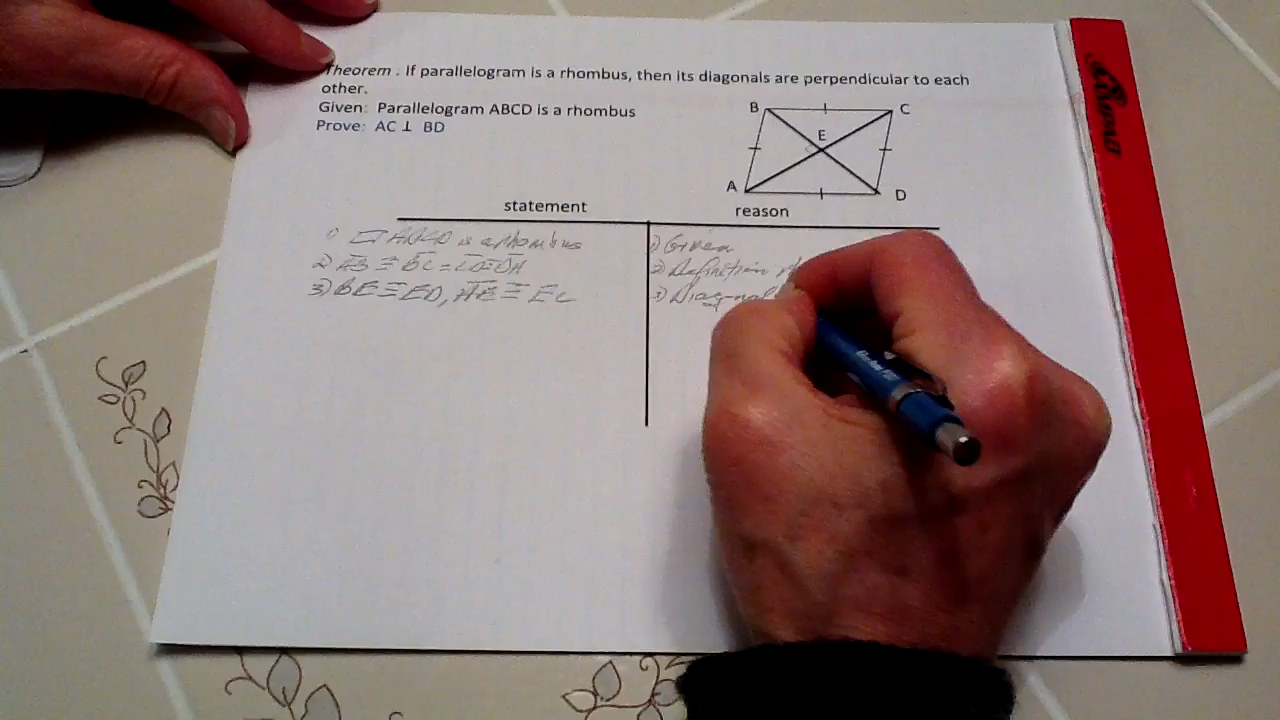 Theorem . If parallelogram is a rhombus, then its diagonals are perpendicular to each
other.
Given: Parallelogram ABCD is a rhombus
Prove: AC ⊥ BD
B C
E
A D
statement reason
1) ▱ ABCD is a rhombus 1) Given
2) AB ≅ BC ≅ CD ≅ DA 2) Definition of
3) BE ≅ ED, AE ≅ EC 3) Diagonal